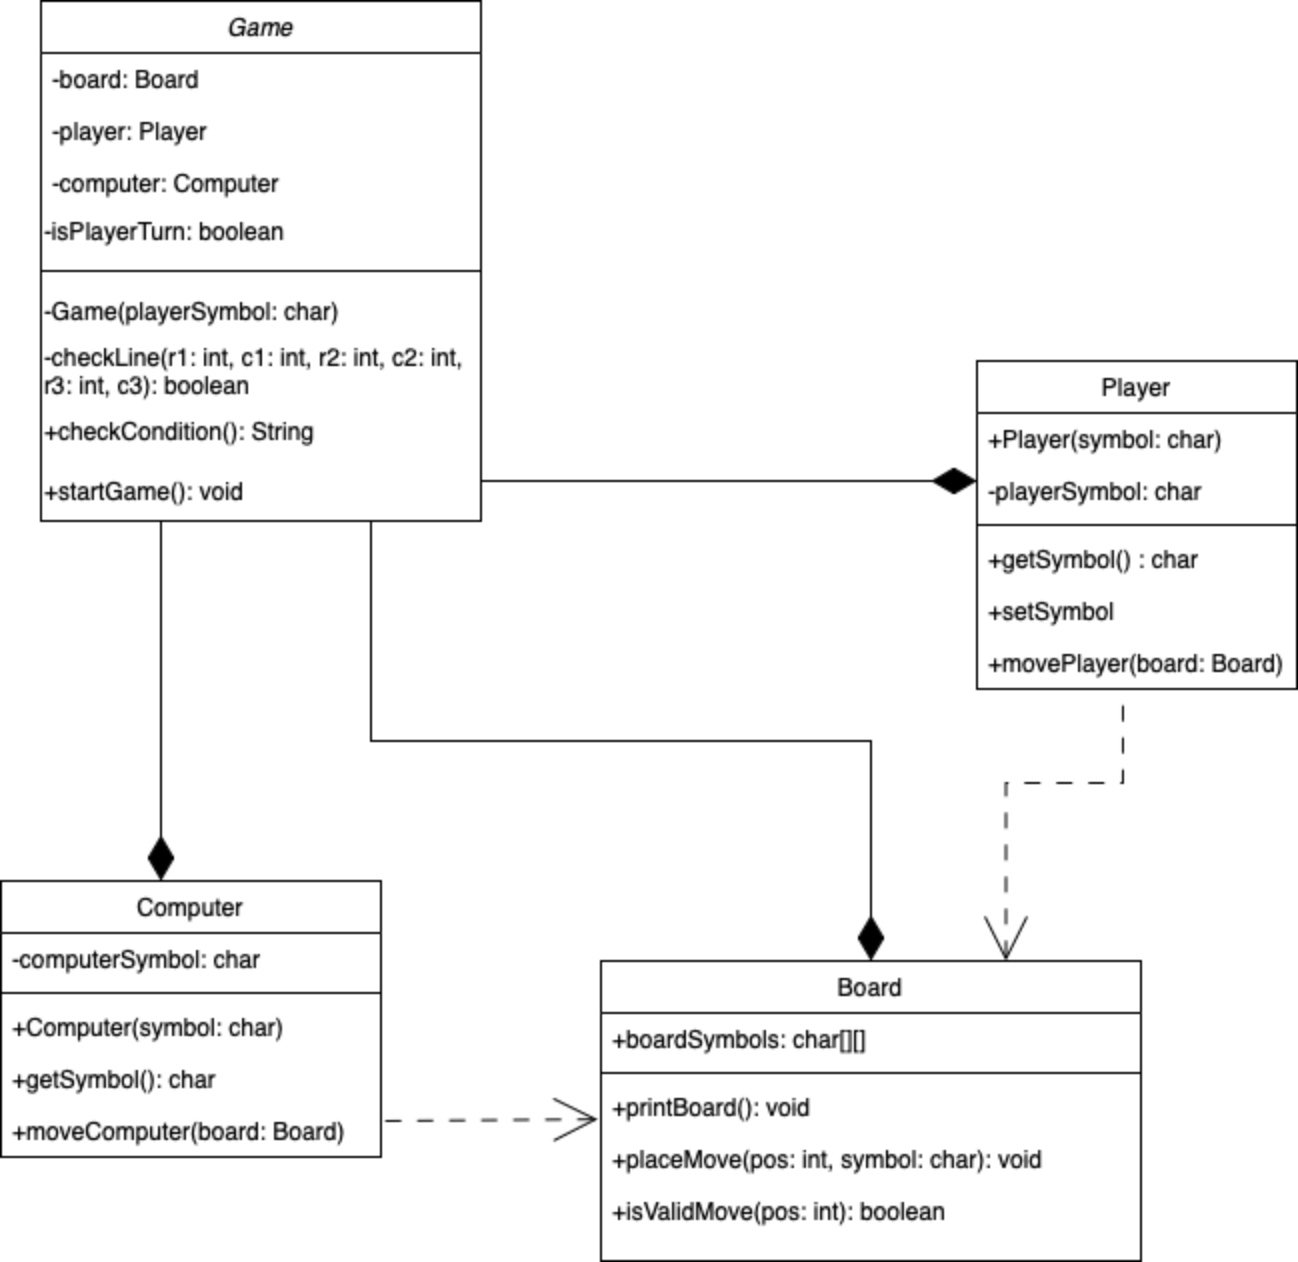 Game
-board: Board
-player: Player
-computer: Computer
-isPlayerTurn: boolean
-Game(playerSymbol: char)
-checkLine(r1: int, c1: int, r2: int, c2: int,
r3: int, c3): boolean
+checkCondition(): String
+startGame(): void
Player
+Player(symbol: char)
-playerSymbol: char
+getSymbol() : char
+setSymbol
+movePlayer(board: Board)
Computer
-computerSymbol: char
+Computer(symbol: char)
+getSymbol(): char
+moveComputer(board: Board)
Board
+boardSymbols: char[][]
+printBoard(): void
+placeMove(pos: int, symbol: char): void
+isValidMove(pos: int): boolean